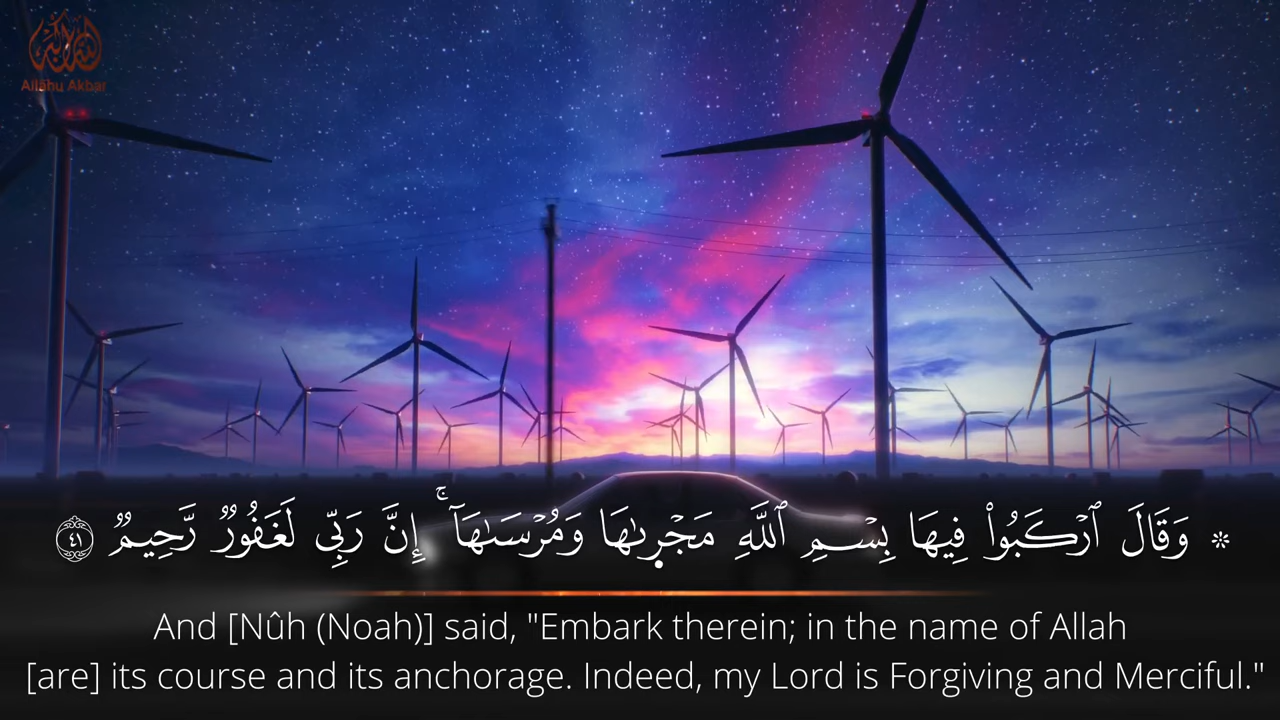 Allahu Akbar
۞ وَقَالَ ٱرْكَبُوا۟ فِيهَا بِسْمِ ٱللَّهِ مَجْر۪ىٰهَا وَمُرْسَىٰهَآ ۚ إِنَّ رَبِّى لَغَفُورٌ رَّحِيمٌ ٤١
And [Nûh (Noah)] said, "Embark therein; in the name of Allah
[are] its course and its anchorage. Indeed, my Lord is Forgiving and Merciful."